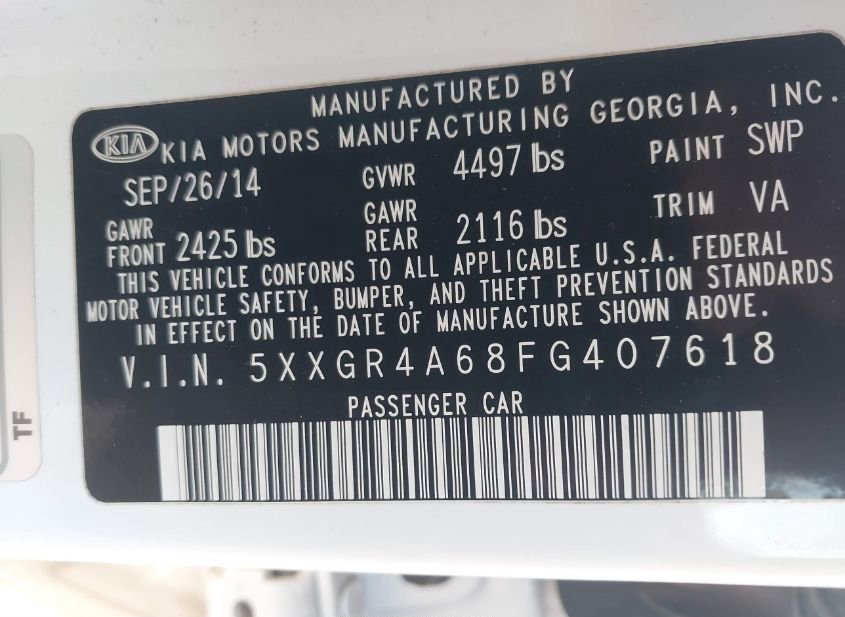 MANUFACTURED BY
KIA KIA MOTORS MANUFACTURING GEORGIA, INC.
SEP/26/14 GVWR 4497 lbs PAINT SWP
GAWR FRONT 2425 lbs GAWR REAR 2116 lbs TRIM VA
THIS VEHICLE CONFORMS TO ALL APPLICABLE U.S.A. FEDERAL
MOTOR VEHICLE SAFETY, BUMPER, AND THEFT PREVENTION STANDARDS
IN EFFECT ON THE DATE OF MANUFACTURE SHOWN ABOVE.
V.I.N. 5XXGR4A68FG407618
PASSENGER CAR
TF